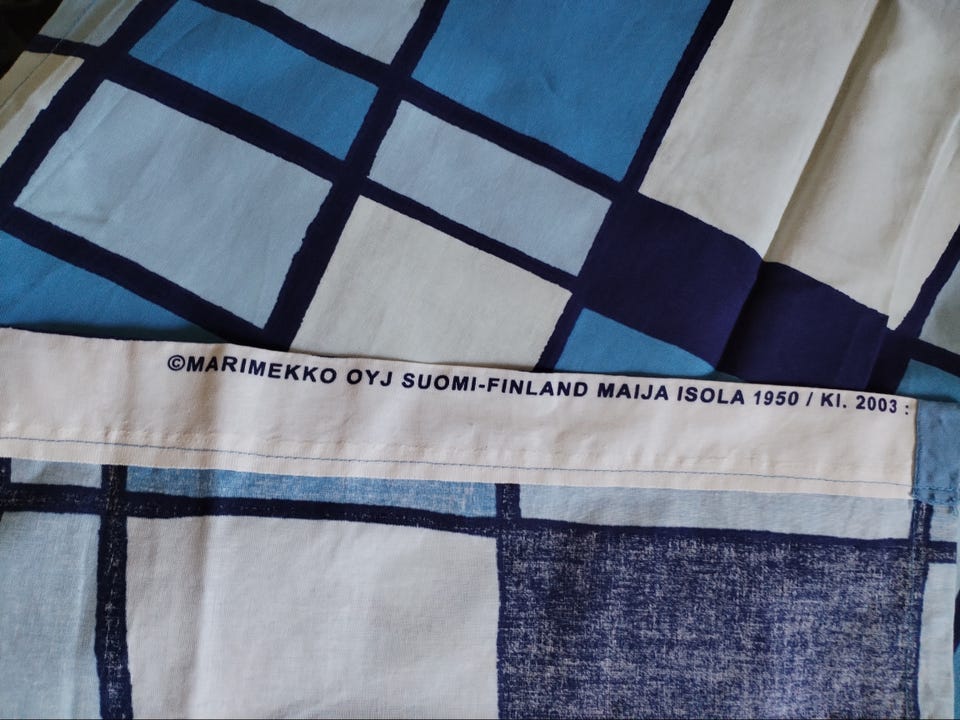 ©MARIMEKKO OYJ SUOMI-FINLAND MAIJA ISOLA 1950 / KI. 2003 :